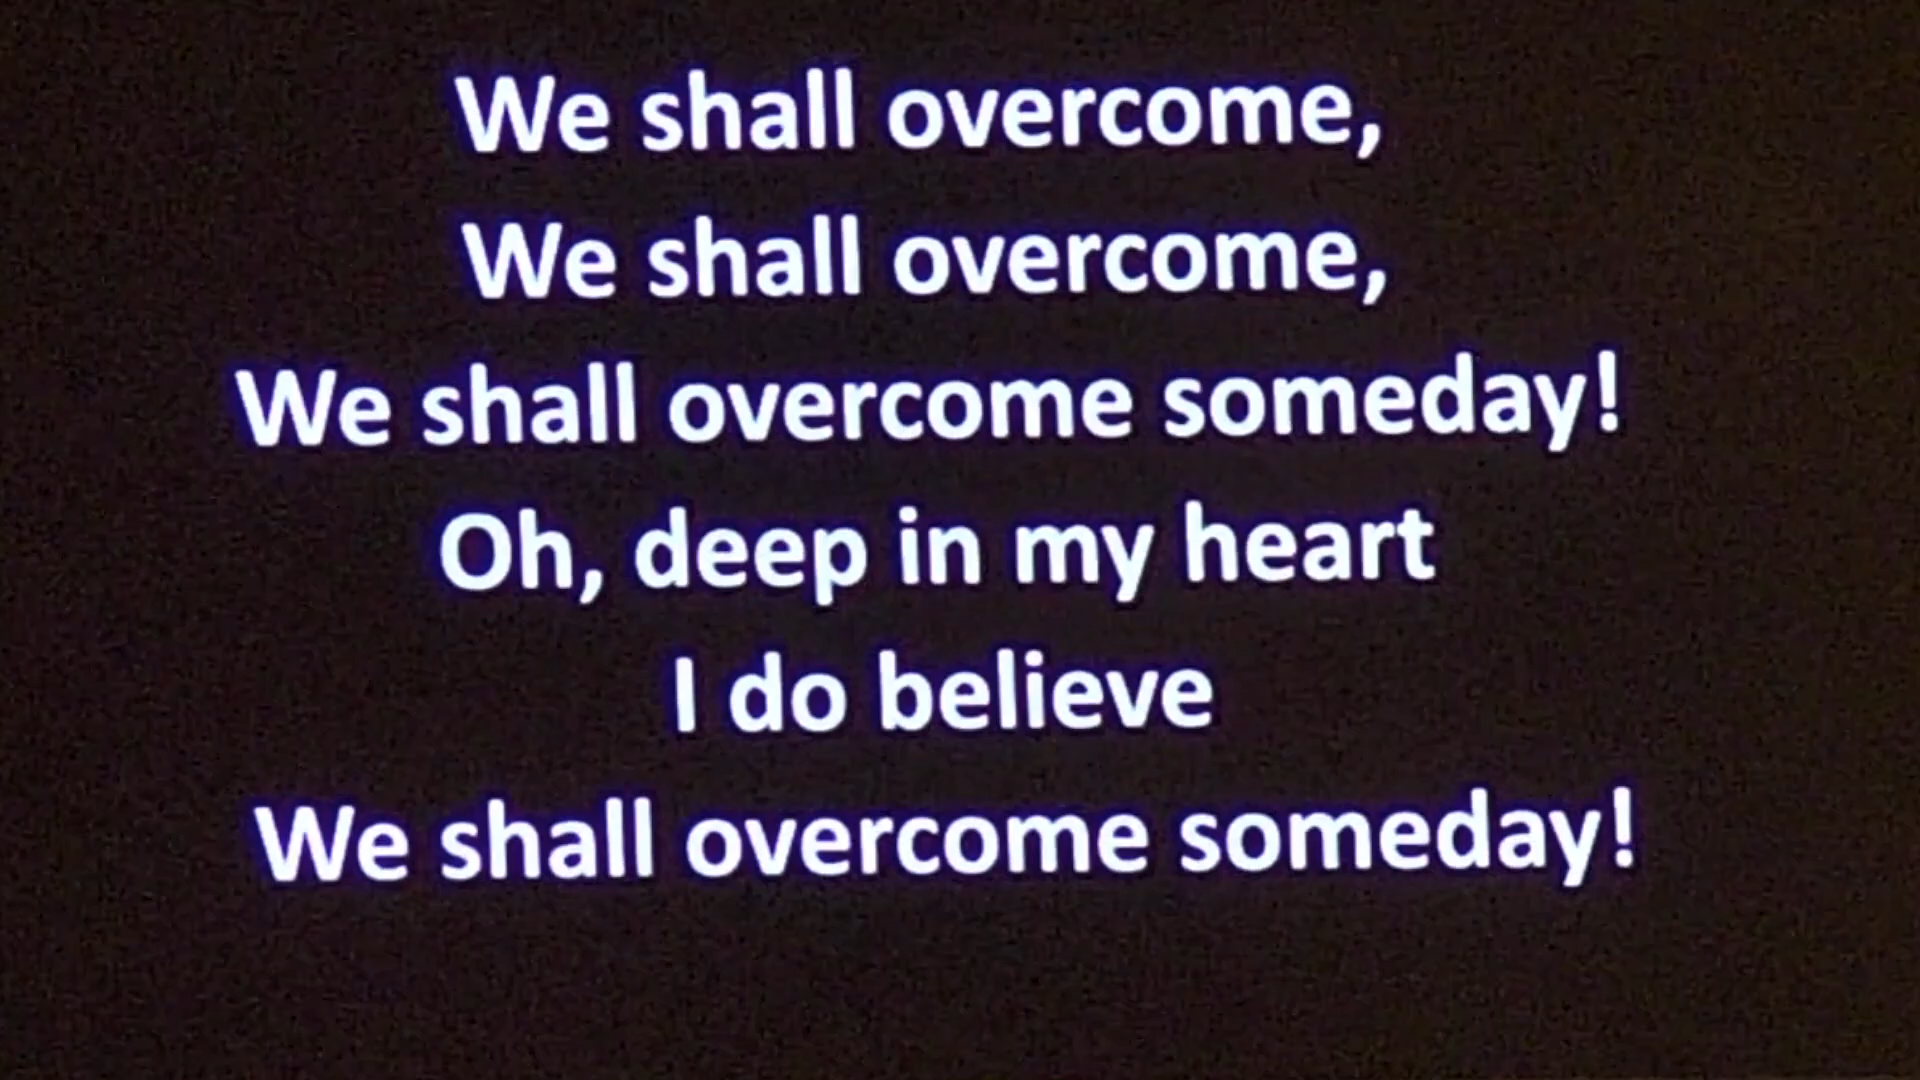 We shall overcome,
We shall overcome,
We shall overcome someday!
Oh, deep in my heart
I do believe
We shall overcome someday!